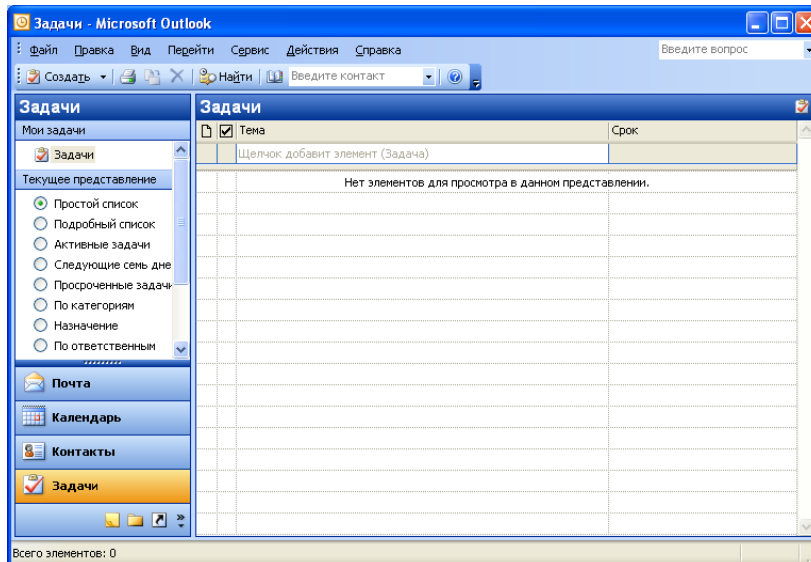 Задачи - Microsoft Outlook
Файл Правка Вид Перейти Сервис Действия Справка Введите вопрос
Создать Найти Введите контакт
Задачи Задачи
Мои задачи Тема Срок
Задачи Щелчок добавит элемент (Задача)
Текущее представление Нет элементов для просмотра в данном представлении.
Простой список
Подробный список
Активные задачи
Следующие семь дне
Просроченные задачи
По категориям
Назначение
По ответственным
Почта
Календарь
Контакты
Задачи
Всего элементов: 0